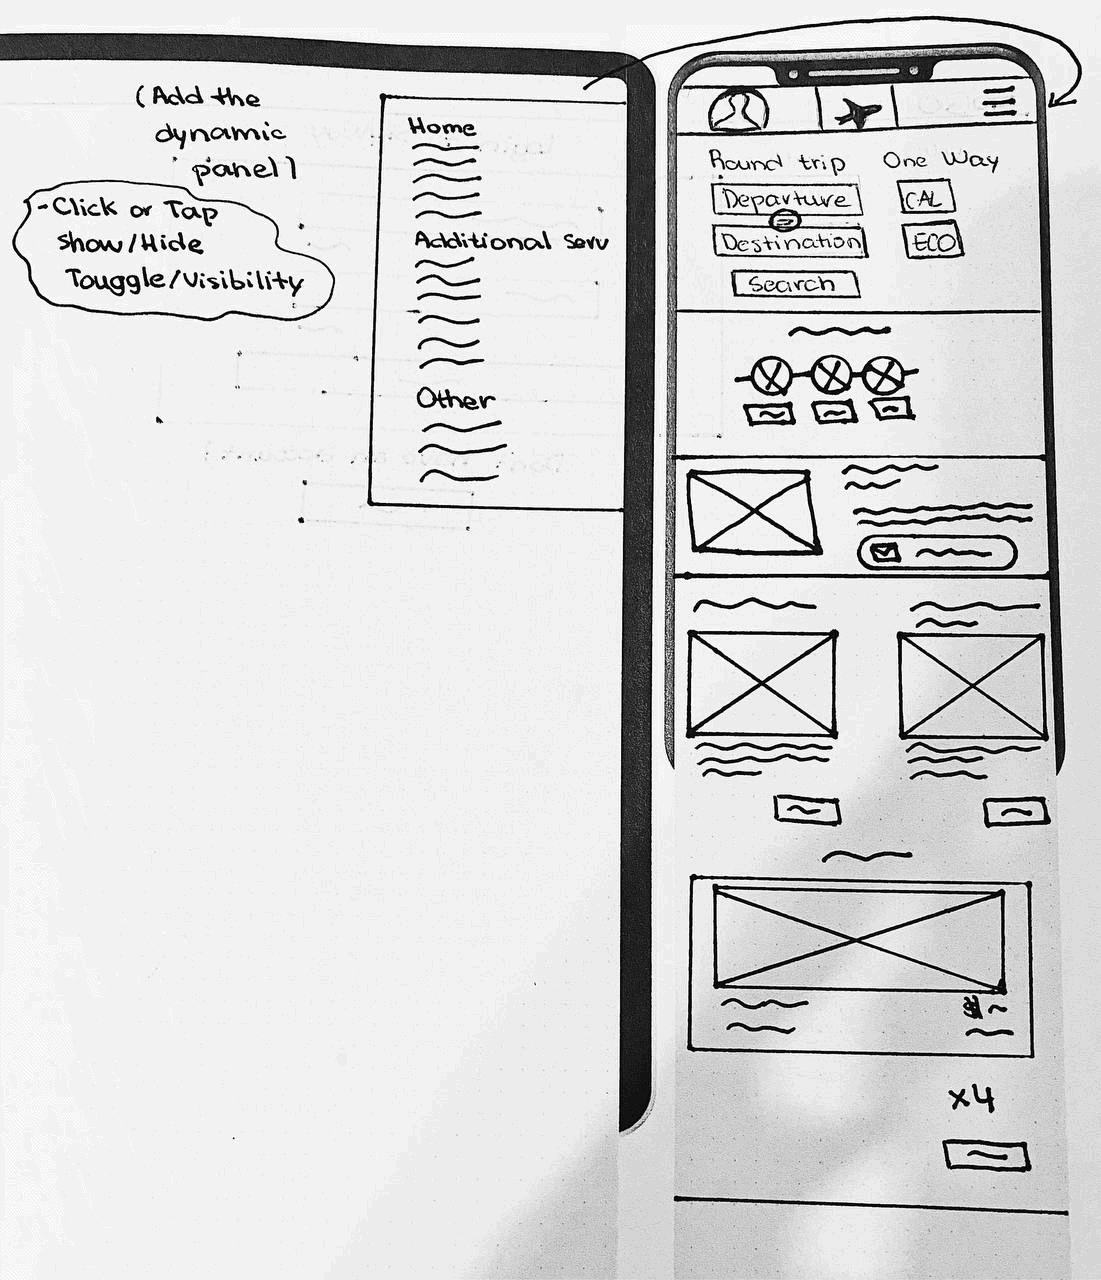 (Add the
dynamic
panel)
-Click or Tap
Show/Hide
Touggle/Visibility
Home
Additional Serv
Other
Round trip
One Way
Departure
CAL
Destination
ECO
Search
x4